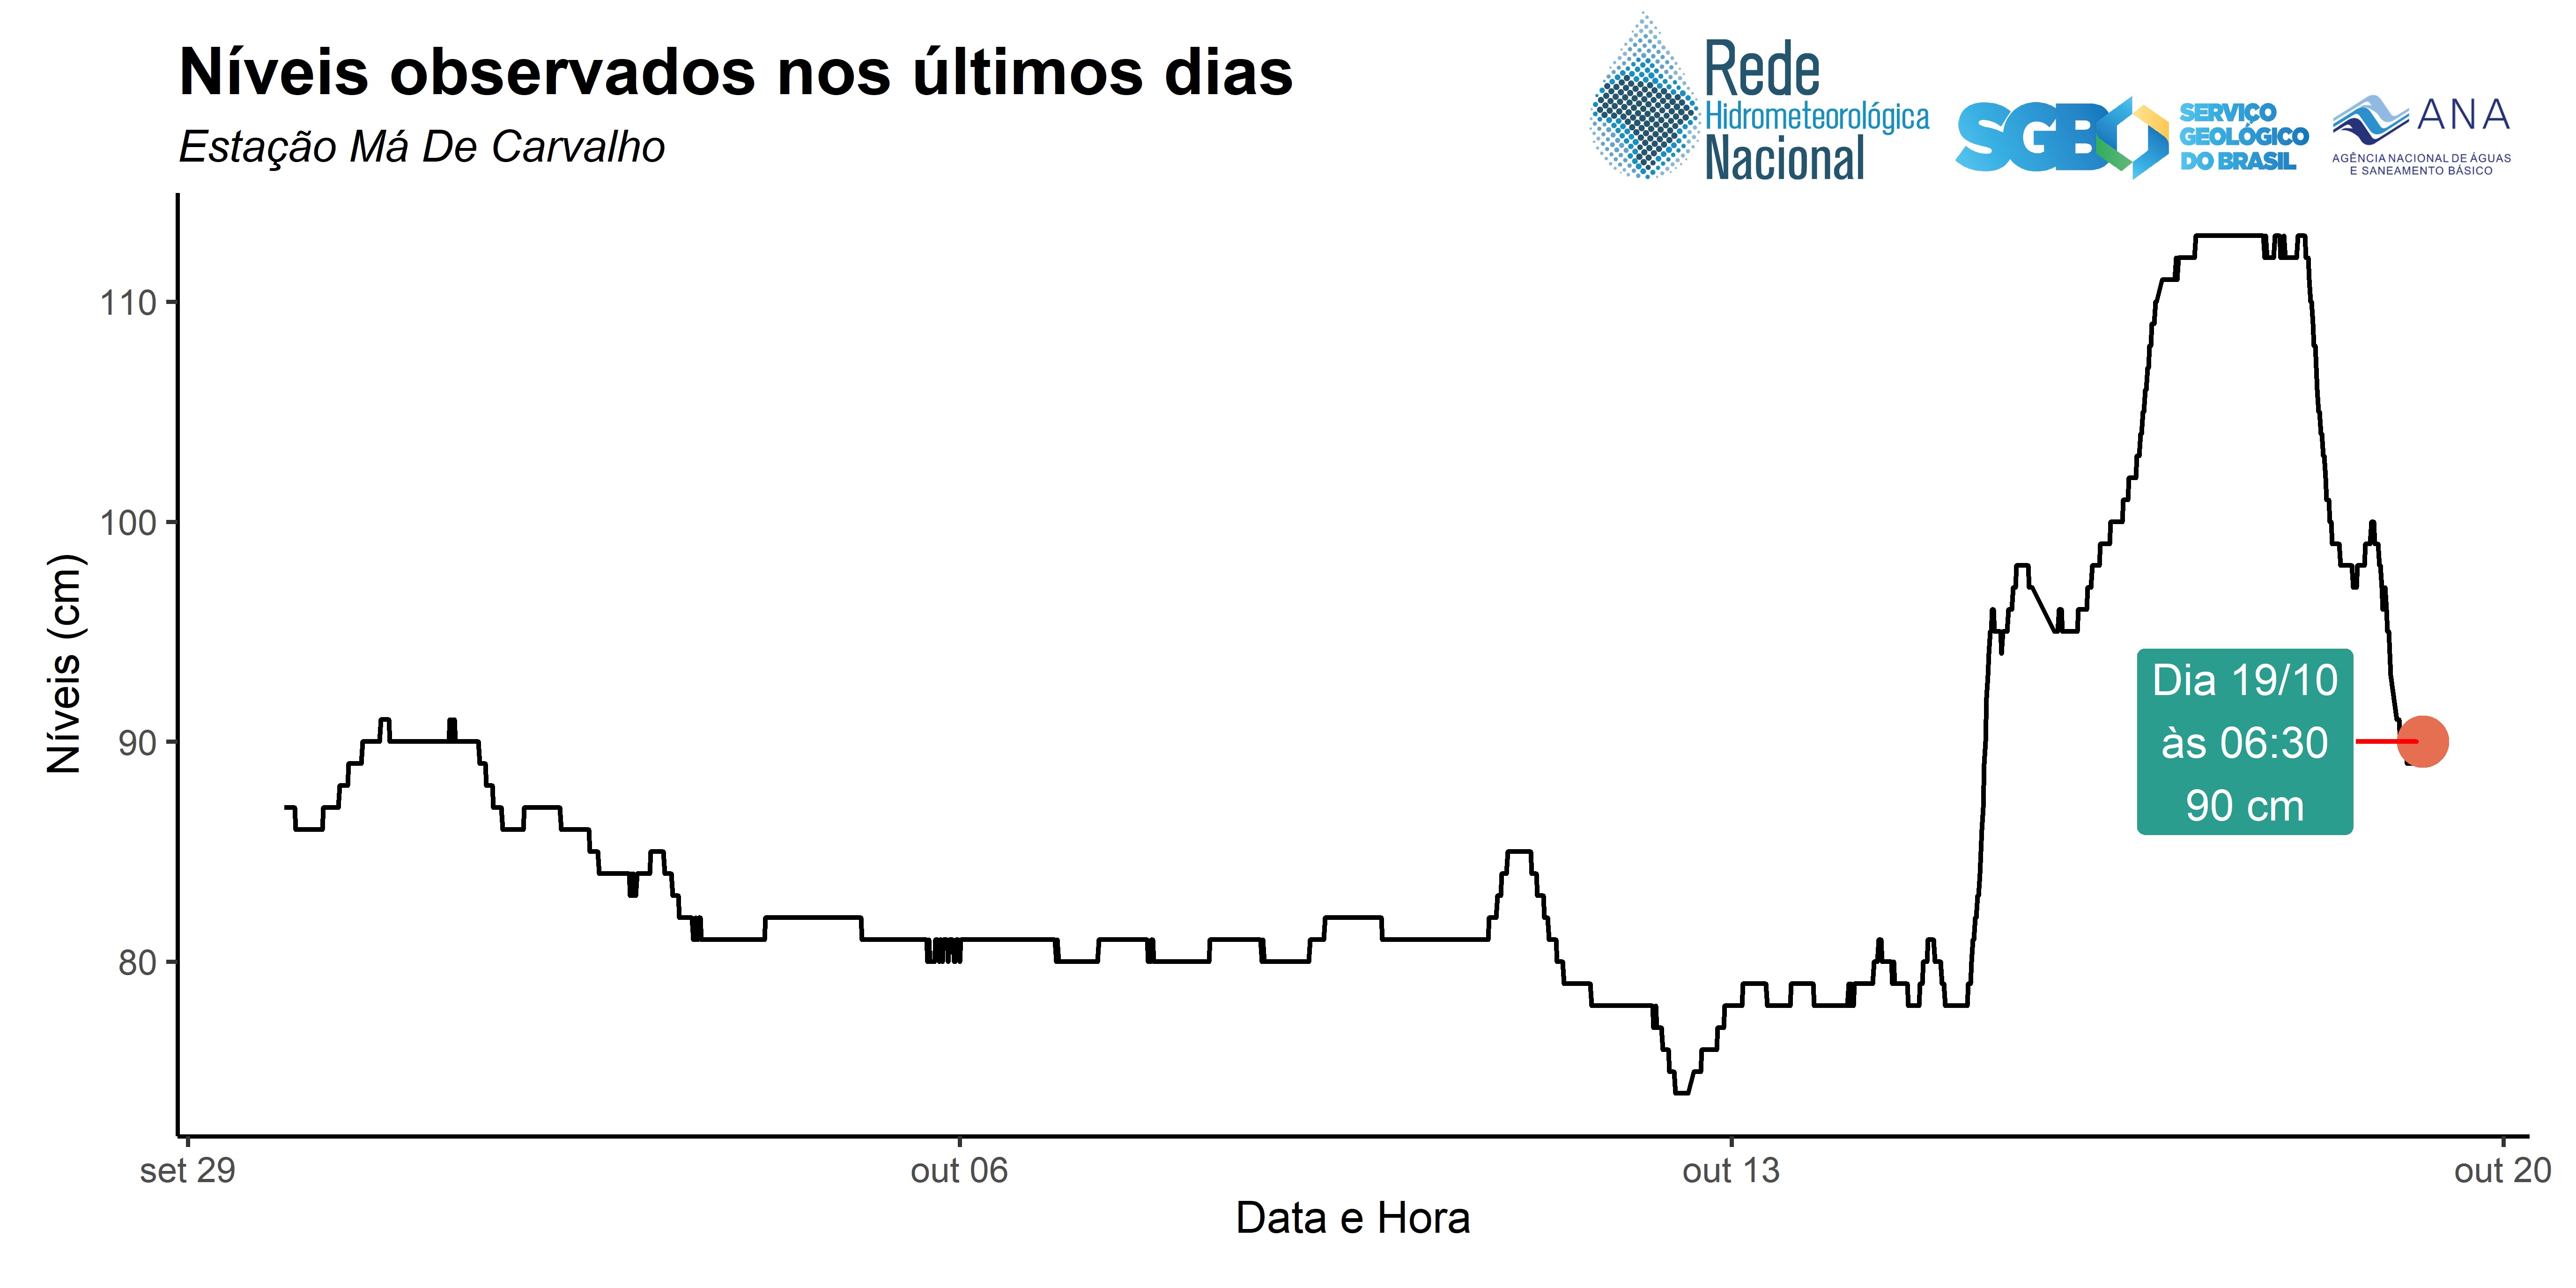 Níveis observados nos últimos dias
Estação Má De Carvalho
Rede
Hidrometeorológica
Nacional
SGB
SERVIÇO
GEOLÓGICO
DO BRASIL
ANA
AGÊNCIA NACIONAL DE ÁGUAS
E SANEAMENTO BÁSICO
Níveis (cm)
110
100
90
80
Dia 19/10
às 06:30
90 cm
set 29
out 06
out 13
out 20
Data e Hora